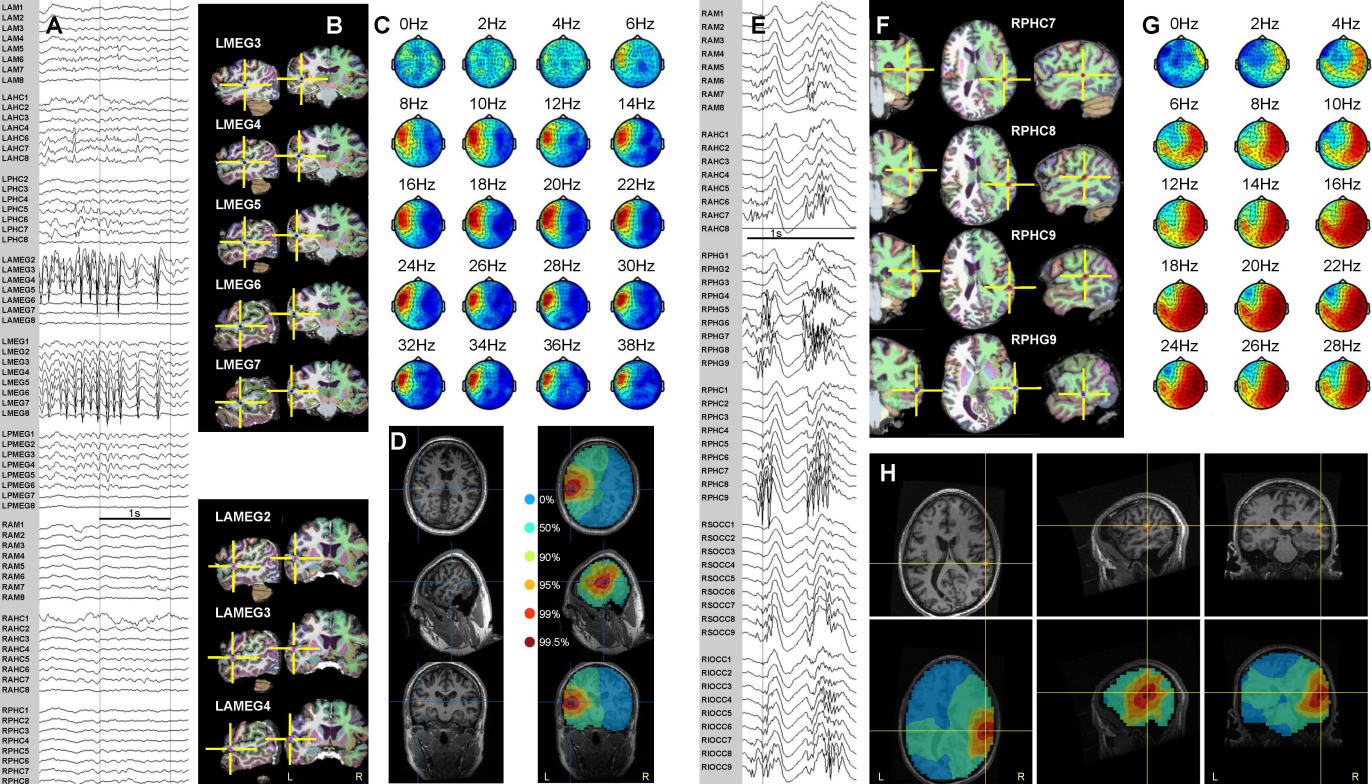 A
LAM1
LAM2
LAM3
LAM4
LAM5
LAM6
LAM7
LAM8
LAHC1
LAHC2
LAHC3
LAHC4
LAHC6
LAHC7
LAHC8
LPHC2
LPHC3
LPHC4
LPHC5
LPHC6
LPHC7
LPHC8
LAMEG2
LAMEG3
LAMEG4
LAMEG5
LAMEG6
LAMEG7
LAMEG8
LMEG1
LMEG2
LMEG3
LMEG4
LMEG5
LMEG6
LMEG7
LMEG8
LPMEG1
LPMEG2
LPMEG3
LPMEG4
LPMEG5
LPMEG6
LPMEG7
LPMEG8
1s
RAM1
RAM2
RAM3
RAM4
RAM5
RAM6
RAM7
RAM8
RAHC1
RAHC2
RAHC3
RAHC4
RAHC5
RAHC6
RAHC7
RAHC8
RPHC1
RPHC2
RPHC3
RPHC4
RPHC5
RPHC6
RPHC7
RPHC8
B
LMEG3
LMEG4
LMEG5
LMEG6
LMEG7
LAMEG2
LAMEG3
LAMEG4
L R
C
0Hz 2Hz 4Hz 6Hz
8Hz 10Hz 12Hz 14Hz
16Hz 18Hz 20Hz 22Hz
24Hz 26Hz 28Hz 30Hz
32Hz 34Hz 36Hz 38Hz
D
0%
50%
90%
95%
99%
99.5%
L R
E
RAM1
RAM2
RAM3
RAM4
RAM5
RAM6
RAM7
RAM8
RAHC1
RAHC2
RAHC3
RAHC4
RAHC5
RAHC6
RAHC7
RAHC8
1s
RPHG1
RPHG2
RPHG3
RPHG4
RPHG5
RPHG6
RPHG7
RPHG8
RPHG9
RPHC1
RPHC2
RPHC3
RPHC4
RPHC5
RPHC6
RPHC7
RPHC8
RPHC9
RSOCC1
RSOCC2
RSOCC3
RSOCC4
RSOCC5
RSOCC6
RSOCC7
RSOCC8
RSOCC9
RIOCC1
RIOCC2
RIOCC3
RIOCC4
RIOCC5
RIOCC6
RIOCC7
RIOCC8
RIOCC9
F
RPHC7
RPHC8
RPHC9
RPHG9
G
0Hz 2Hz 4Hz
6Hz 8Hz 10Hz
12Hz 14Hz 16Hz
18Hz 20Hz 22Hz
24Hz 26Hz 28Hz
H
L R L R